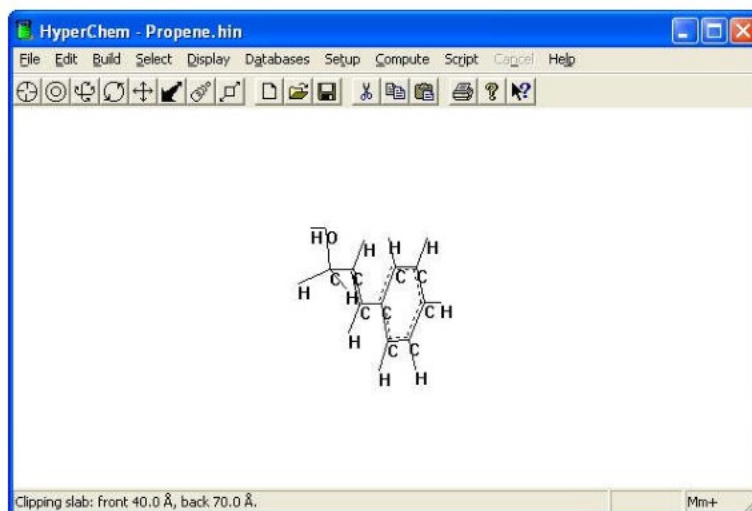 HyperChem - Propene.hin
File Edit Build Select Display Databases Setup Compute Script Cancel Help
HO
H H H
C C C C
H H
C C C H
H C C
H H
Clipping slab: front 40.0 Å, back 70.0 Å. Mm+